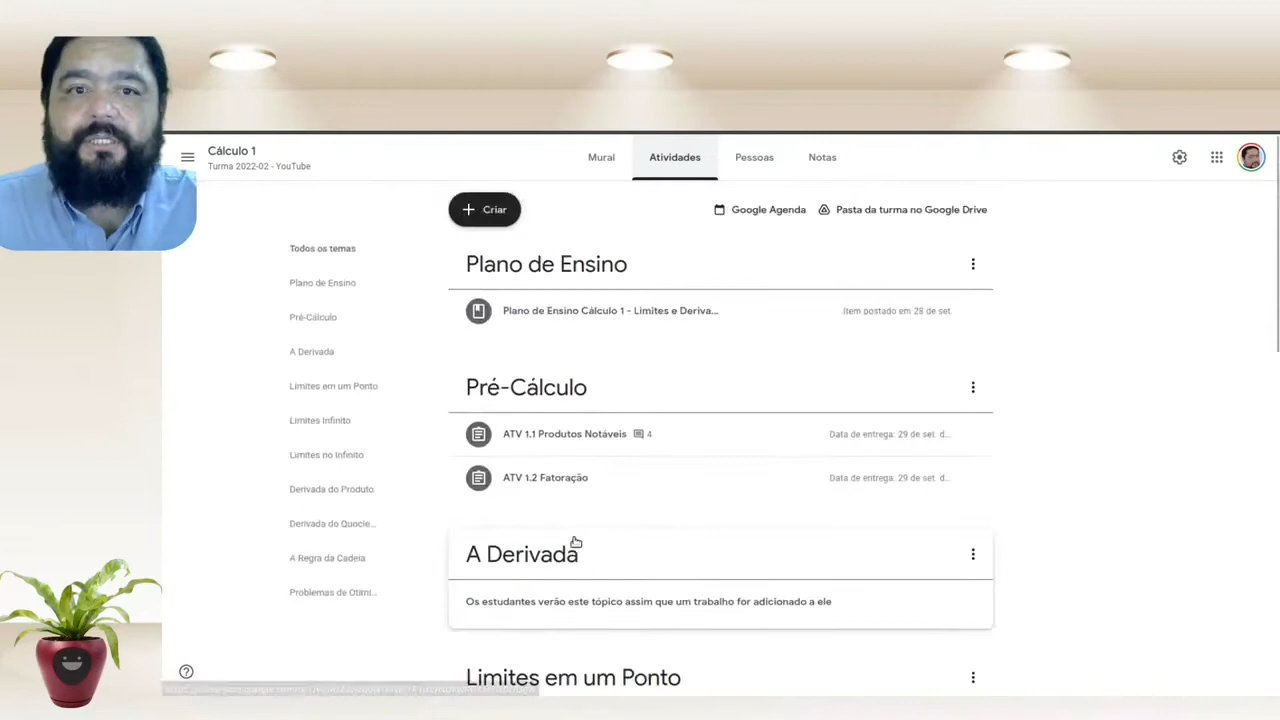 Cálculo 1
Turma 2022-02 - YouTube
Mural
Atividades
Pessoas
Notas
Criar
Google Agenda
Pasta da turma no Google Drive
Todos os temas
Plano de Ensino
Pré-Cálculo
A Derivada
Limites em um Ponto
Limites Infinito
Limites no Infinito
Derivada do Produto
Derivada do Quocie...
A Regra da Cadeia
Problemas de Otimi...
Plano de Ensino
Plano de Ensino Cálculo 1 - Limites e Deriva...
Item postado em 28 de set.
Pré-Cálculo
ATV 1.1 Produtos Notáveis 4
Data de entrega: 29 de set. d...
ATV 1.2 Fatoração
Data de entrega: 29 de set. d...
A Derivada
Os estudantes verão este tópico assim que um trabalho for adicionado a ele
Limites em um Ponto